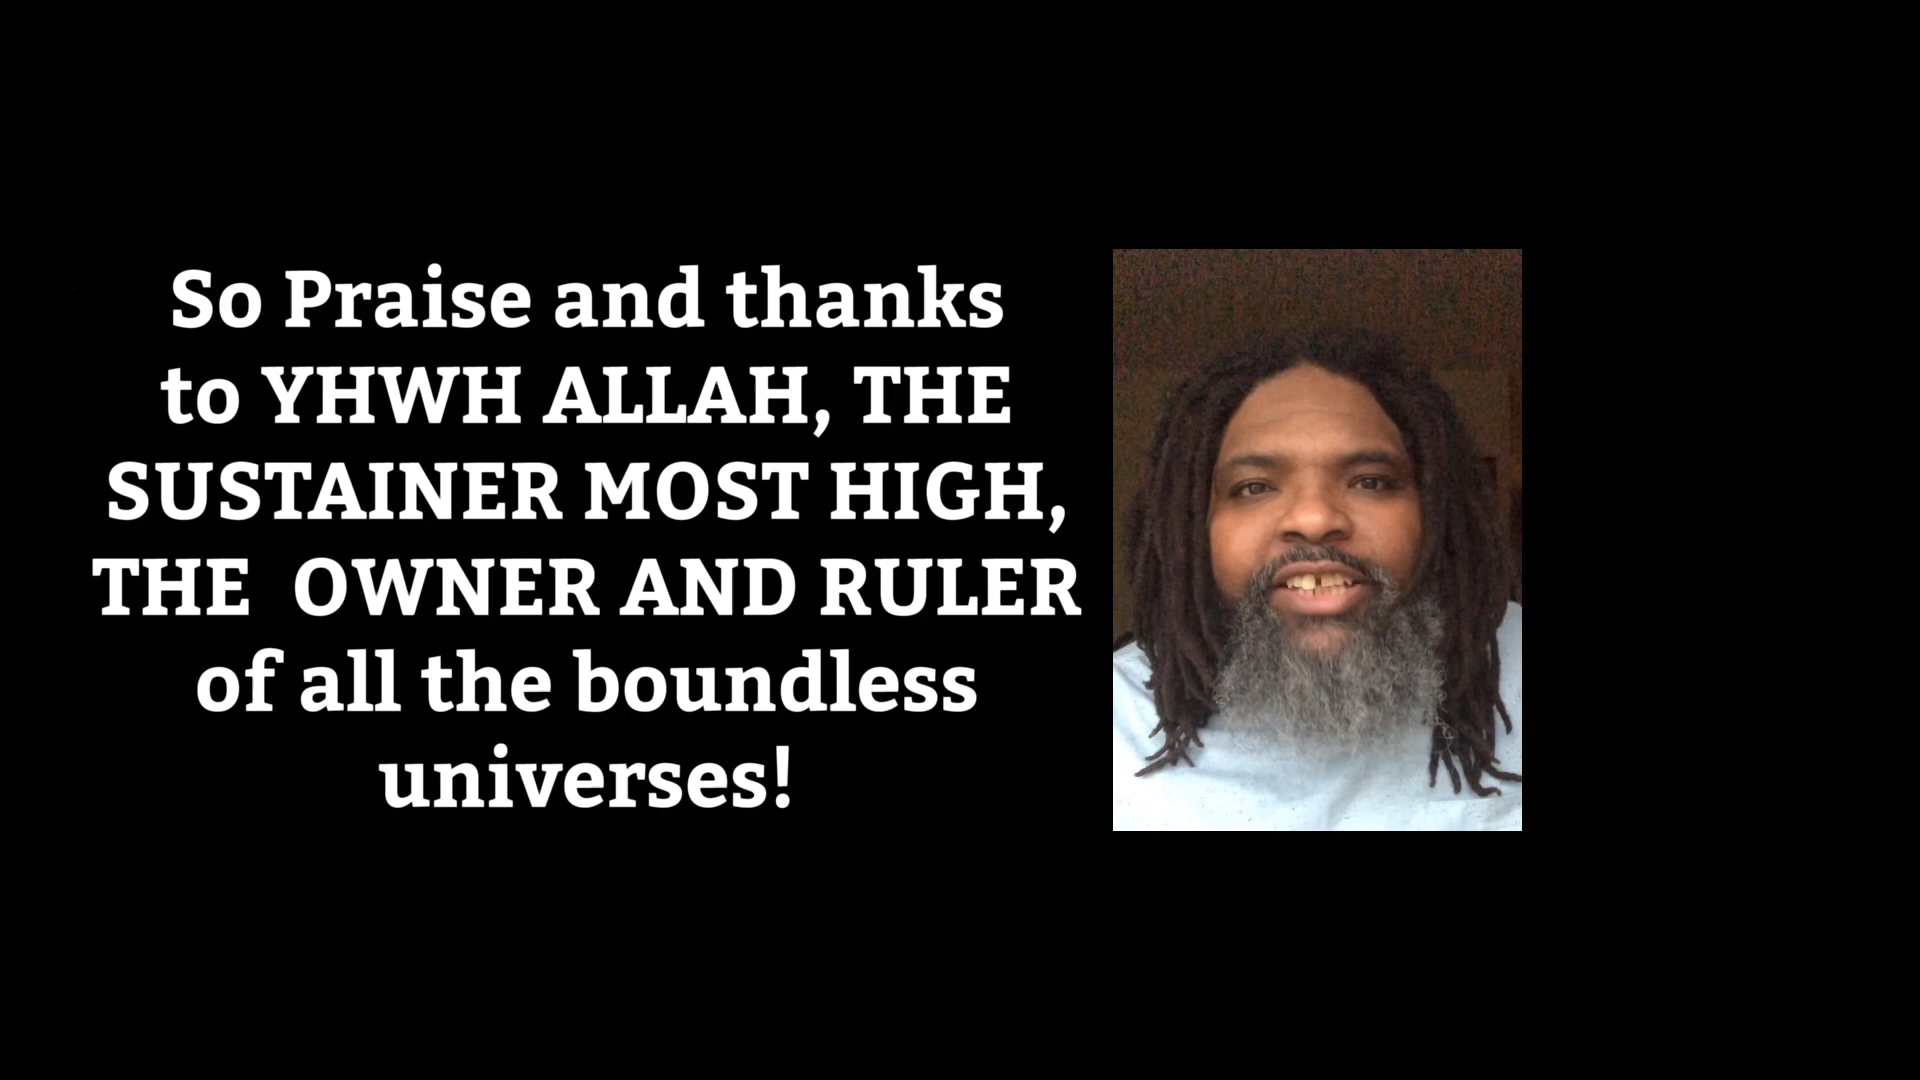 So Praise and thanks
to YHWH ALLAH, THE
SUSTAINER MOST HIGH,
THE  OWNER AND RULER
of all the boundless
universes!